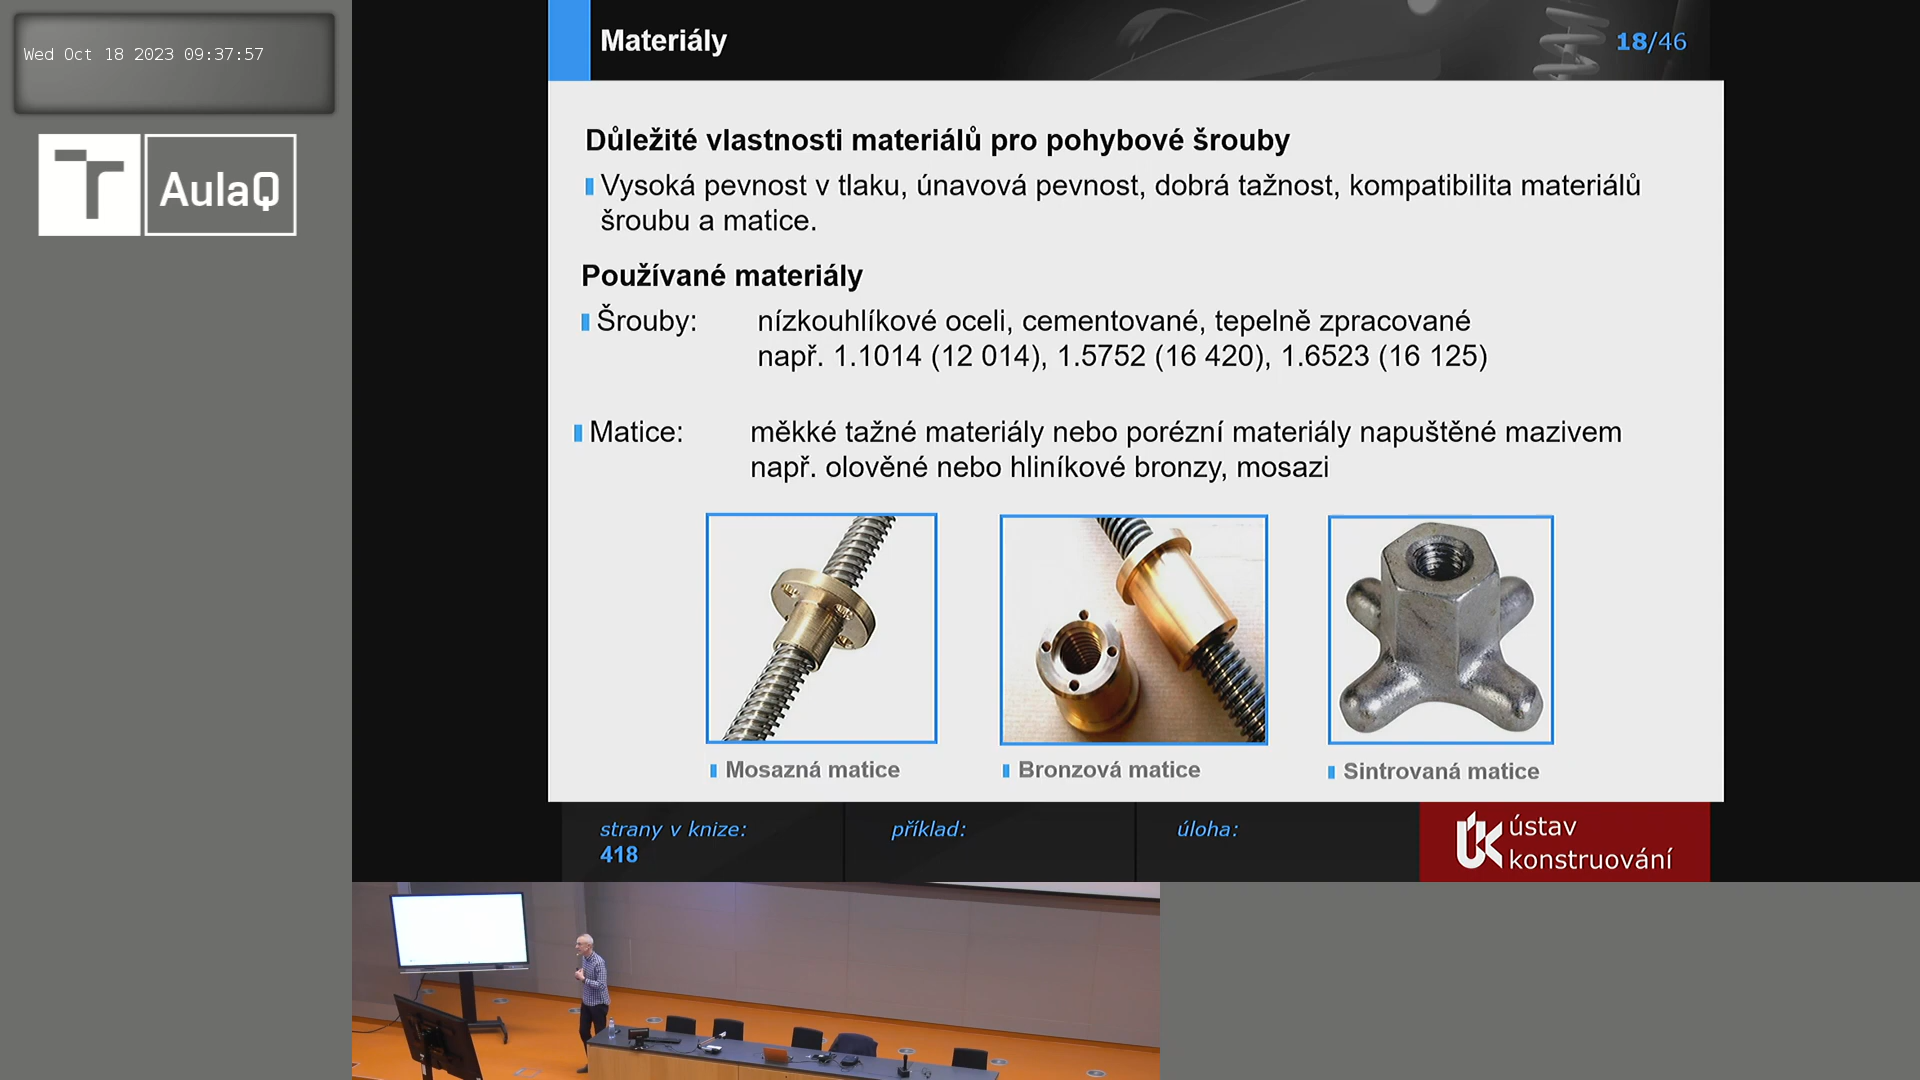 Wed Oct 18 2023 09:37:57
T AulaQ
Materiály
18/46
Důležité vlastnosti materiálů pro pohybové šrouby
Vysoká pevnost v tlaku, únavová pevnost, dobrá tažnost, kompatibilita materiálů
šroubu a matice.
Používané materiály
Šrouby: nízkouhlíkové oceli, cementované, tepelně zpracované
např. 1.1014 (12 014), 1.5752 (16 420), 1.6523 (16 125)
Matice: měkké tažné materiály nebo porézní materiály napuštěné mazivem
např. olověné nebo hliníkové bronzy, mosazi
Mosazná matice
Bronzová matice
Sintrovaná matice
strany v knize:
418
příklad:
úloha:
ÚK ústav
konstruování